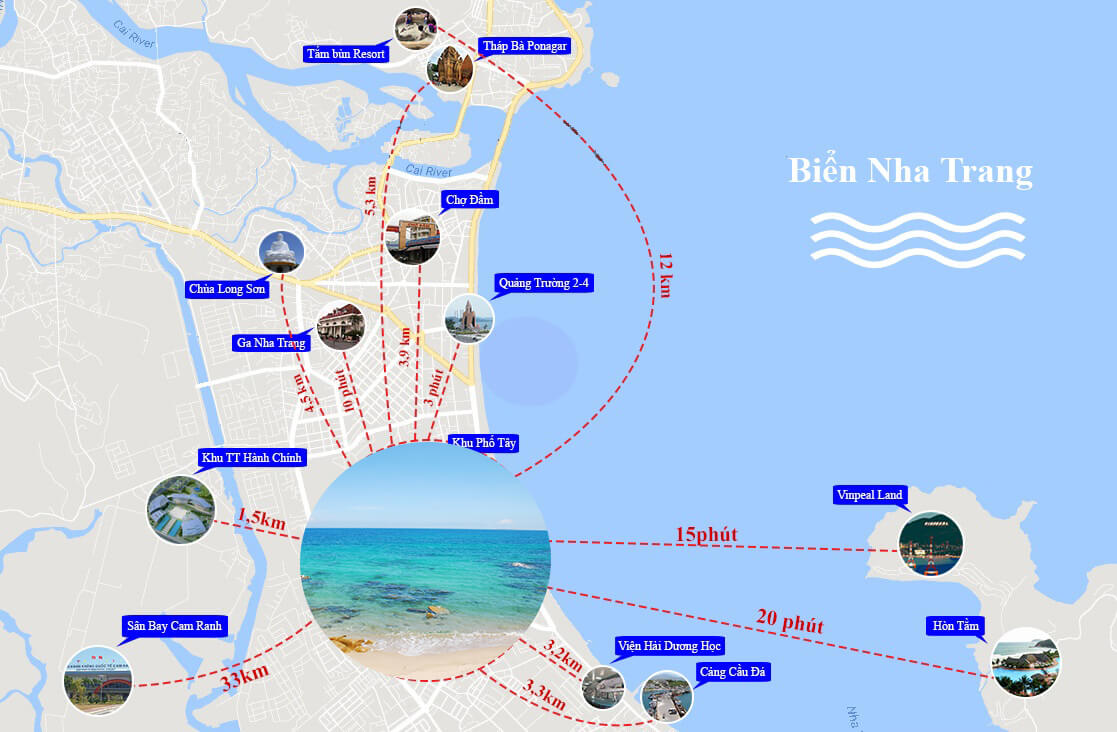 Cai River
Tắm bùn Resort
Tháp Bà Ponagar
Cai River
Biển Nha Trang
5,3 km
Chợ Đầm
12 km
Chùa Long Sơn
Quảng Trường 2-4
Ga Nha Trang
4,5 km
10 phút
3,9 km
3 phút
Khu Phố Tây
Khu TT Hành Chính
1,5km
Vinpeal Land
15phút
Sân Bay Cam Ranh
33km
20 phút
Hòn Tằm
Viện Hải Dương Học
3,2km
Cảng Cầu Đá
3,3km
Nha